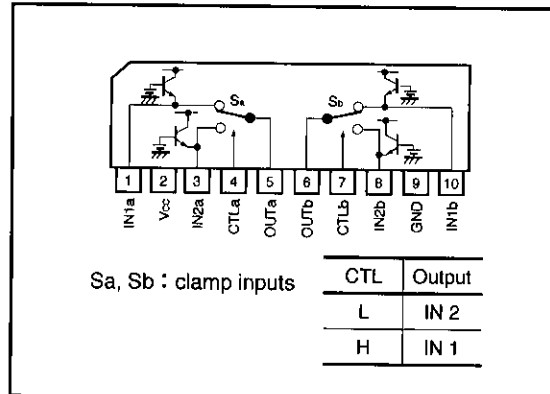 Sa Sb
1 2 3 4 5 6 7 8 9 10
IN1a Vcc IN2a CTLa OUTa OUTb CTLb IN2b GND IN1b
Sa, Sb : clamp inputs
CTL Output
L IN 2
H IN 1